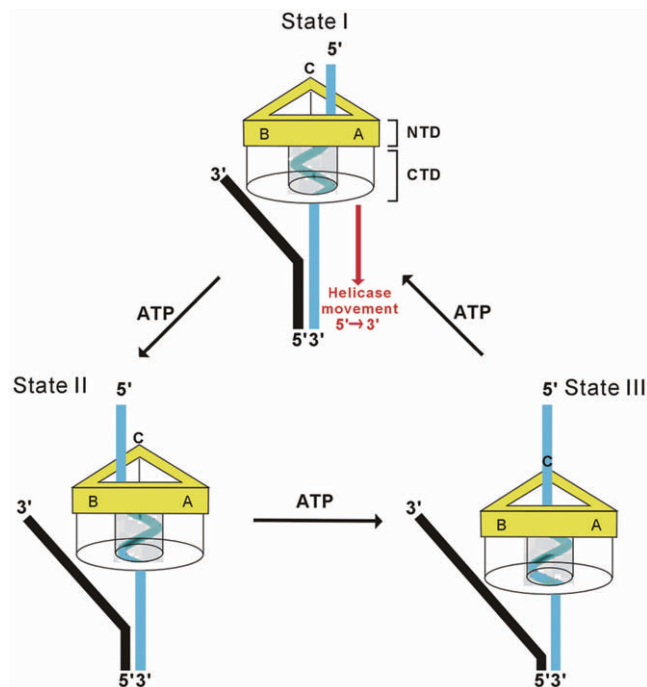 State I
5'
C
B A
NTD
CTD
3'
Helicase
movement
5'→3'
5'3'
ATP
ATP
State II
5'
C
B A
3'
5'3'
ATP
5' State III
C
B A
3'
5'3'